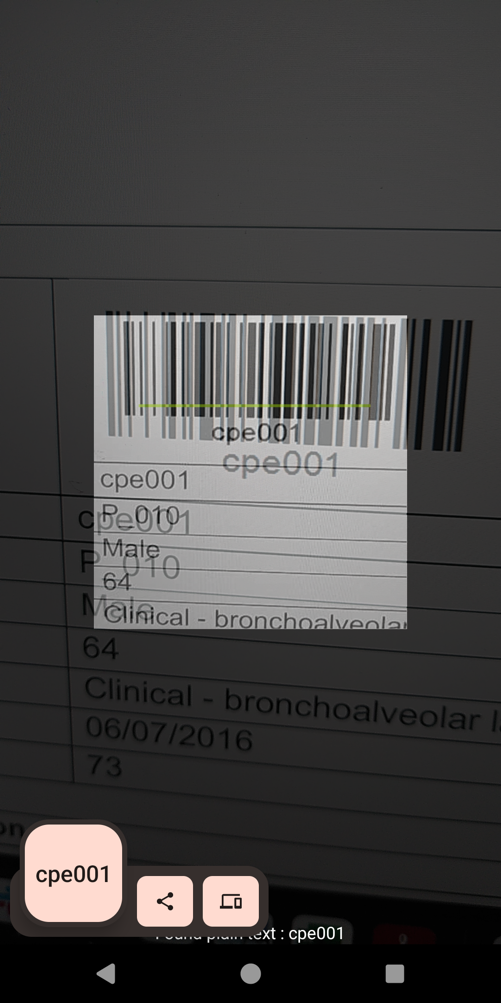 cpe001
cpe001
cpe001
P_010
Male
64
Clinical - bronchoalveolar
cpe001
P_010
Male
64
Clinical - bronchoalveolar
06/07/2016
73
cpe001
Found plain text : cpe001